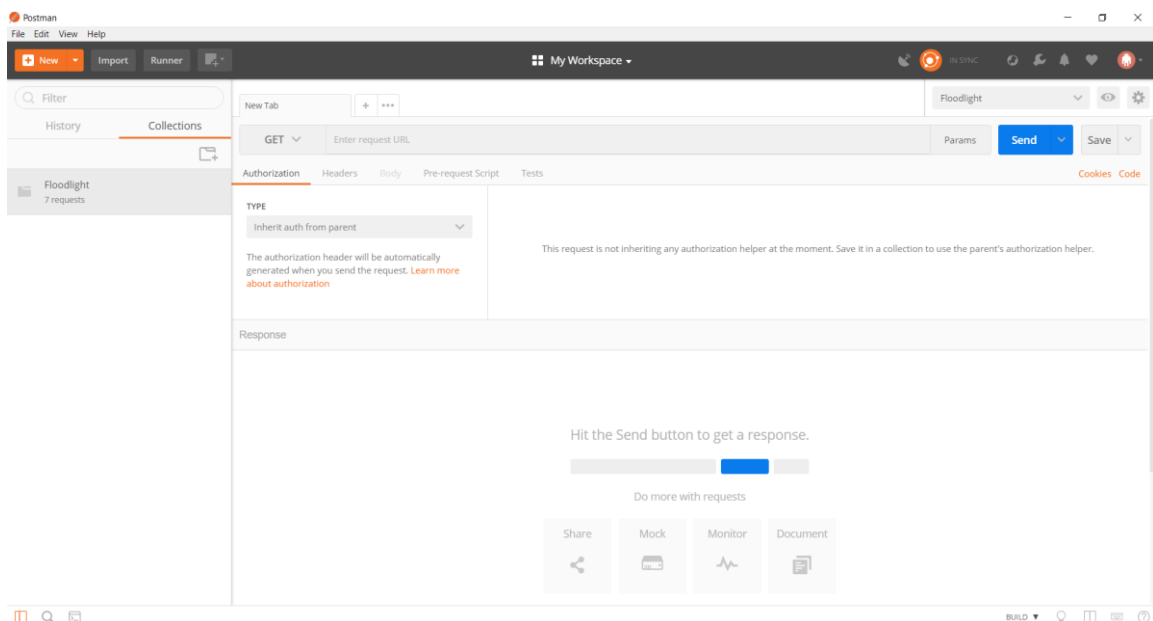 Postman
File Edit View Help
New Import Runner My Workspace IN SYNC
Filter
History Collections
Floodlight
7 requests
New Tab + ••• Floodlight
GET Enter request URL Params Send Save
Authorization Headers Body Pre-request Script Tests Cookies Code
TYPE
Inherit auth from parent
The authorization header will be automatically
generated when you send the request. Learn more
about authorization
This request is not inheriting any authorization helper at the moment. Save it in a collection to use the parent's authorization helper.
Response
Hit the Send button to get a response.
Do more with requests
Share Mock Monitor Document
BUILD